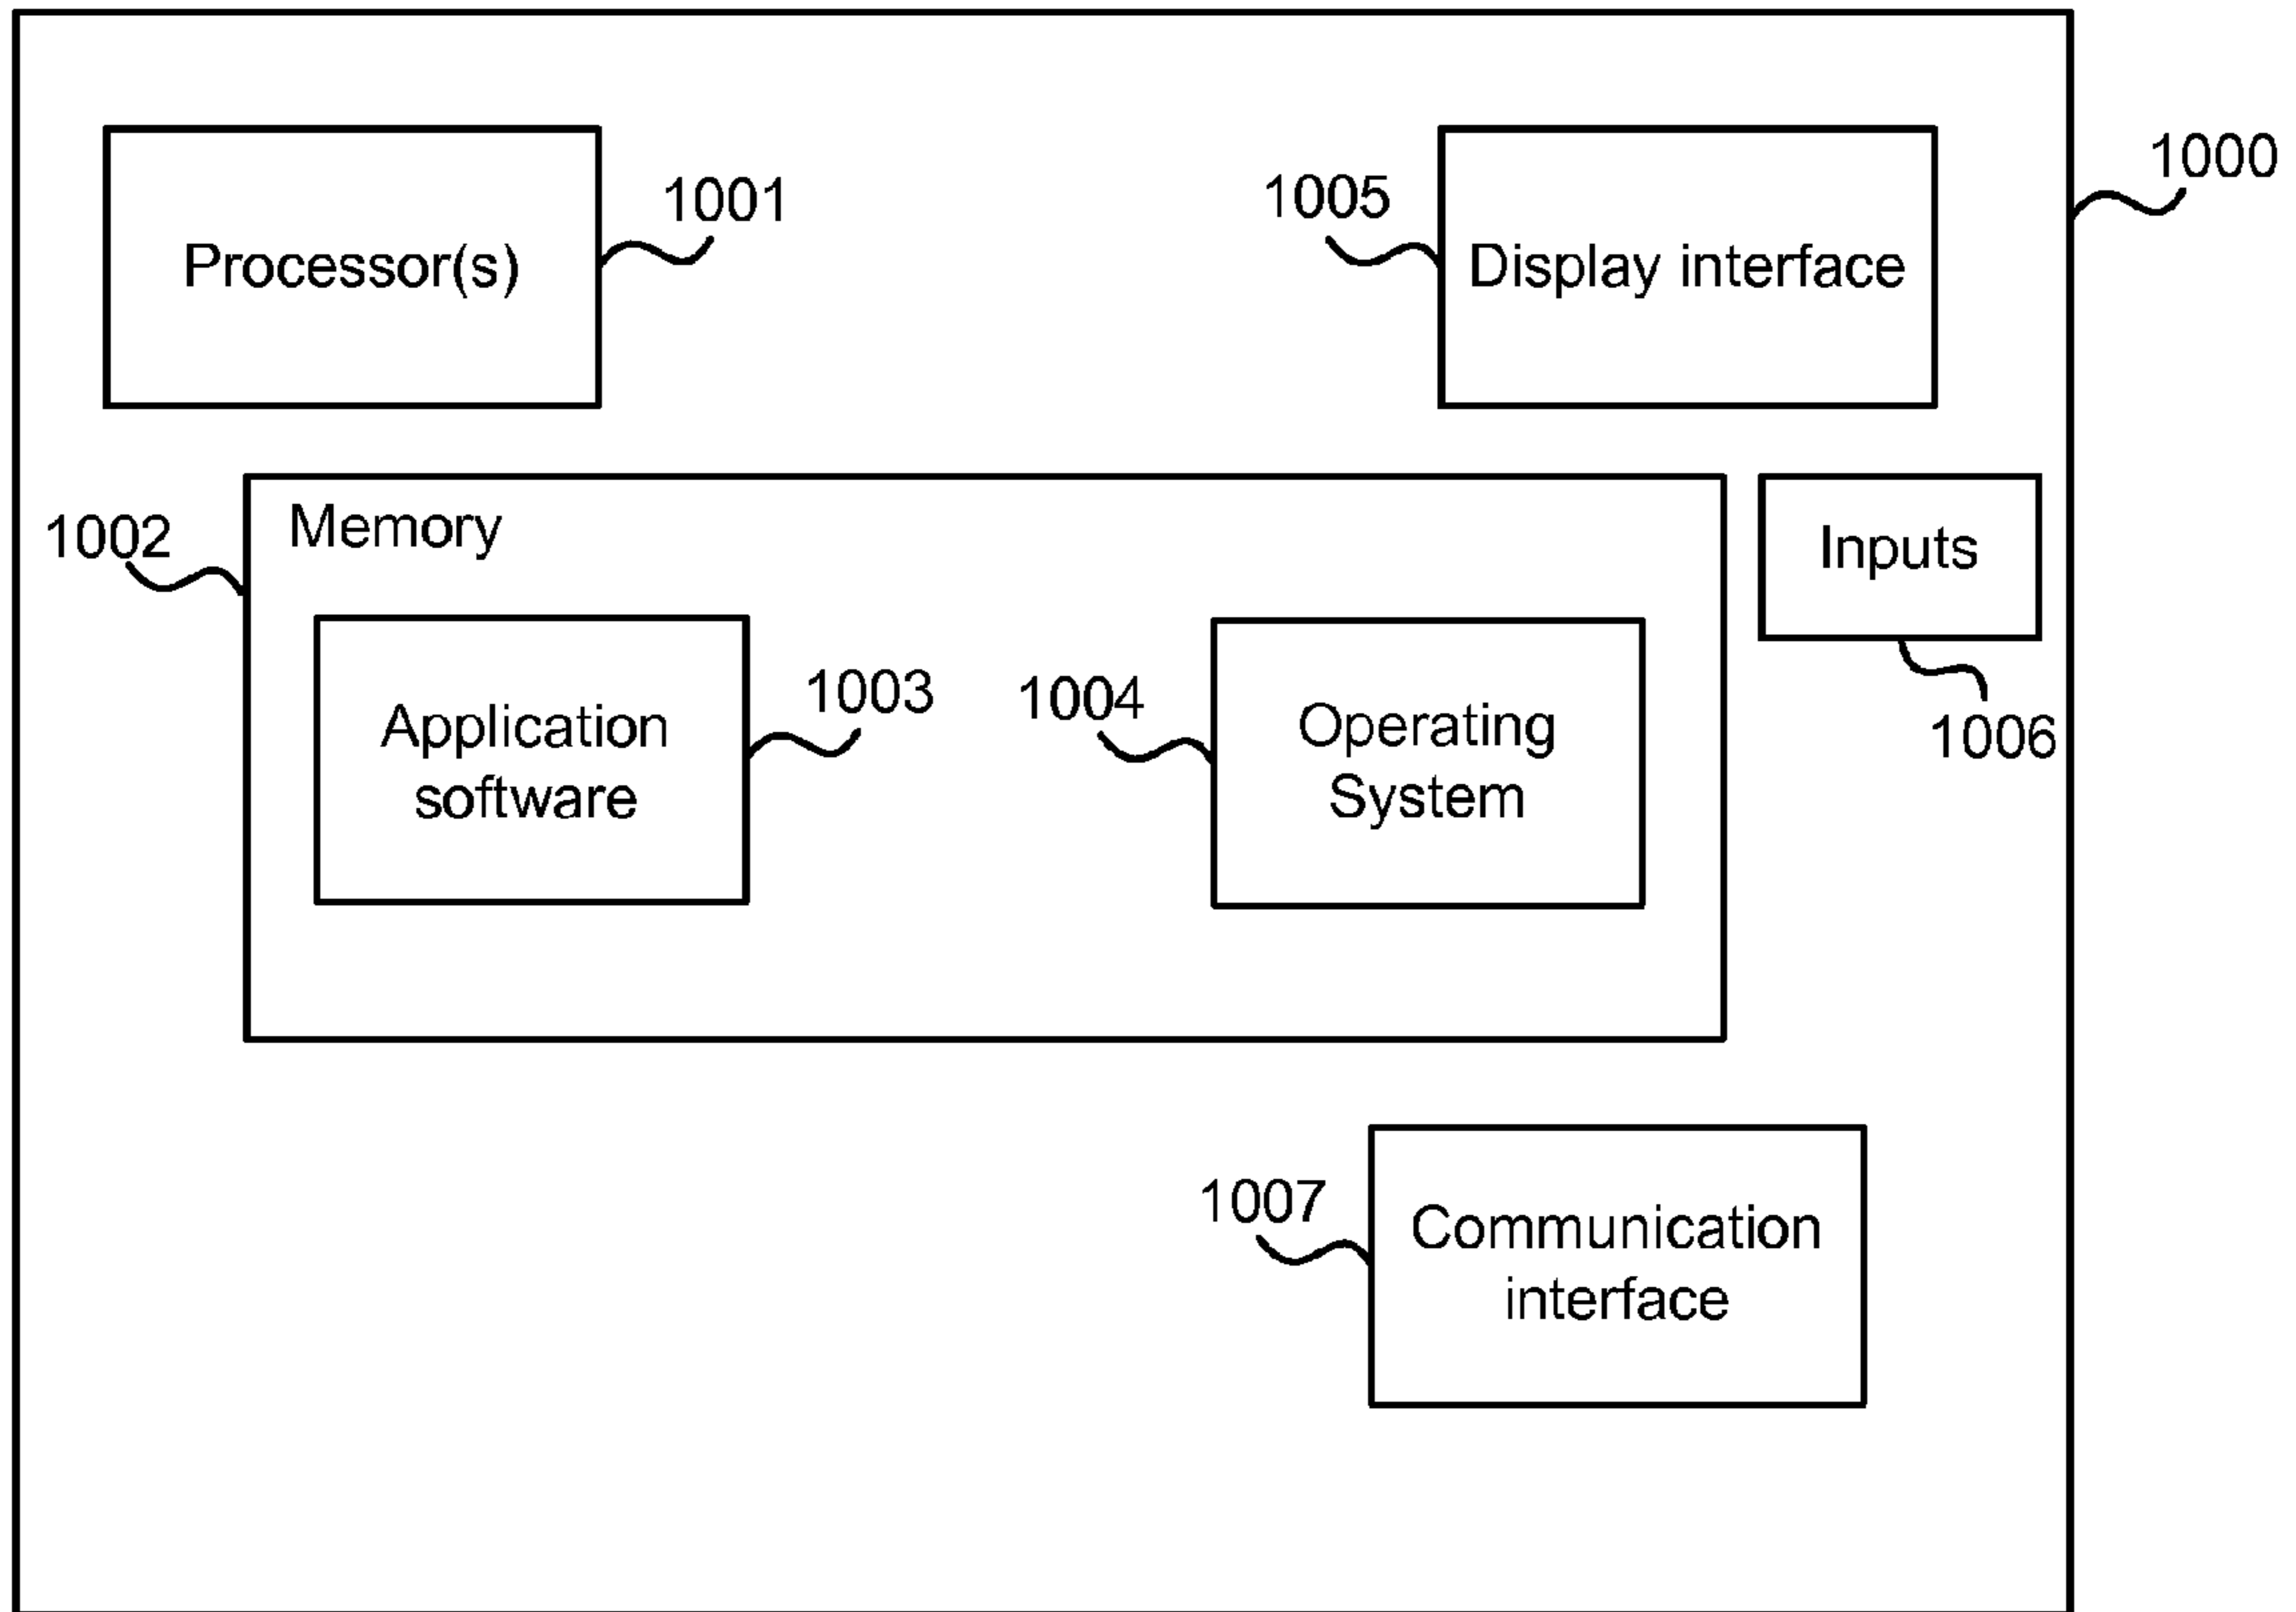 1000
Processor(s)
1001
1005
Display interface
1002
Memory
Inputs
1006
Application
software
1003
1004
Operating
System
1007
Communication
interface